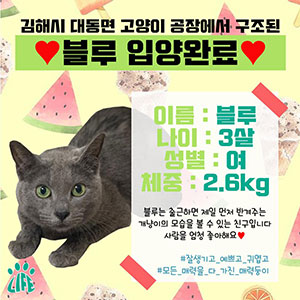 김해시 대동면 고양이 공장에서 구조된
♥블루 입양완료♥
이름 : 블루
나이 : 3살
성별 : 여
체중 : 2.6kg
블루는 출근하면 제일 먼저 반겨주는
개냥이의 모습을 볼 수 있는 친구입니다
사람을 엄청 좋아해요♥
#잘생기고_예쁘고_귀엽고
#모든_매력을_다_가진_매력둥이
LIFE